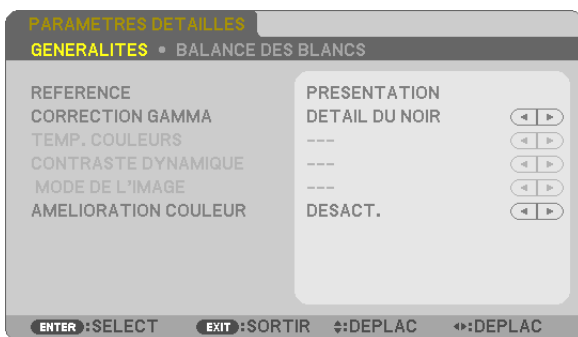 PARAMETRES DETAILLES
GENERALITES • BALANCE DES BLANCS
REFERENCE PRESENTATION
CORRECTION GAMMA DETAIL DU NOIR
TEMP. COULEURS ---
CONTRASTE DYNAMIQUE ---
MODE DE L'IMAGE ---
AMELIORATION COULEUR DESACT.
ENTER :SELECT EXIT :SORTIR :DEPLAC :DEPLAC